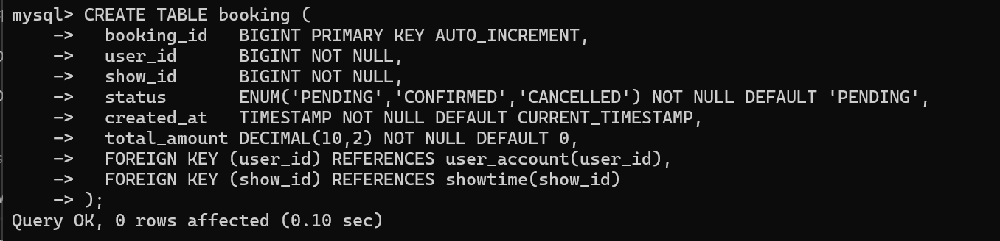 mysql> CREATE TABLE booking (
    ->   booking_id   BIGINT PRIMARY KEY AUTO_INCREMENT,
    ->   user_id      BIGINT NOT NULL,
    ->   show_id      BIGINT NOT NULL,
    ->   status       ENUM('PENDING','CONFIRMED','CANCELLED') NOT NULL DEFAULT 'PENDING',
    ->   created_at   TIMESTAMP NOT NULL DEFAULT CURRENT_TIMESTAMP,
    ->   total_amount DECIMAL(10,2) NOT NULL DEFAULT 0,
    ->   FOREIGN KEY (user_id) REFERENCES user_account(user_id),
    ->   FOREIGN KEY (show_id) REFERENCES showtime(show_id)
    -> );
Query OK, 0 rows affected (0.10 sec)